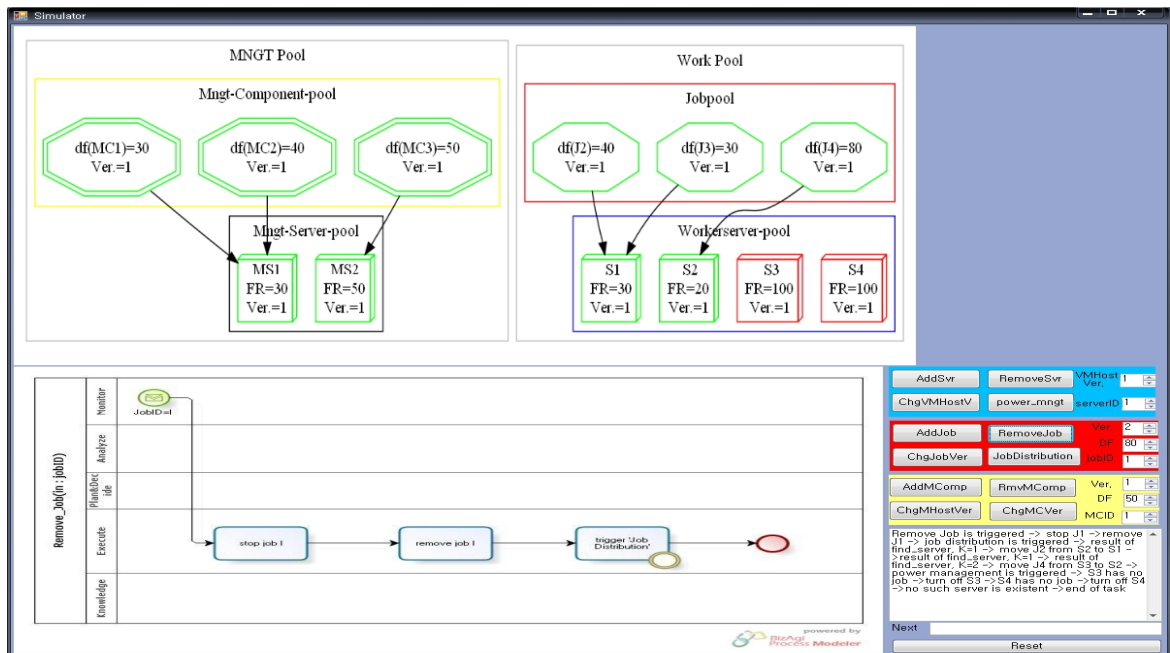 Simulator
MNGT Pool
Mngt-Component-pool
df(MC1)=30
Ver.=1
df(MC2)=40
Ver.=1
df(MC3)=50
Ver.=1
Mngt-Server-pool
MS1
FR=30
Ver.=1
MS2
FR=50
Ver.=1
Work Pool
Jobpool
df(J2)=40
Ver.=1
df(J3)=30
Ver.=1
df(J4)=80
Ver.=1
Workerserver-pool
S1
FR=30
Ver.=1
S2
FR=20
Ver.=1
S3
FR=100
Ver.=1
S4
FR=100
Ver.=1
Remove_Job(in : jobID)
Monitor
JobID=I
Analyze
Plan&Dec
ide
Execute
stop job I
remove job I
trigger 'Job
Distribution'
Knowledge
powered by
BizAgi
Process Modeler
AddSvr
RemoveSvr
VMHost
Ver,
1
ChgVMHostV
power_mngt
serverID
1
AddJob
RemoveJob
Ver,
2
DF
80
ChgJobVer
JobDistribution
jobID
1
AddMComp
RmvMComp
Ver,
1
DF
50
ChgMHostVer
ChgMCVer
MCID
1
Remove Job is triggered -> stop J1 ->remove
J1 -> job distribution is triggered -> result of
find_server, K=1 -> move J2 from S2 to S1 -
>result of find_server, K=1 -> result of
find_server, K=2 -> move J4 from S3 to S2 ->
power management is triggered -> S3 has no
job ->turn off S3 ->S4 has no job ->turn off S4
->no such server is existent ->end of task
Next
Reset